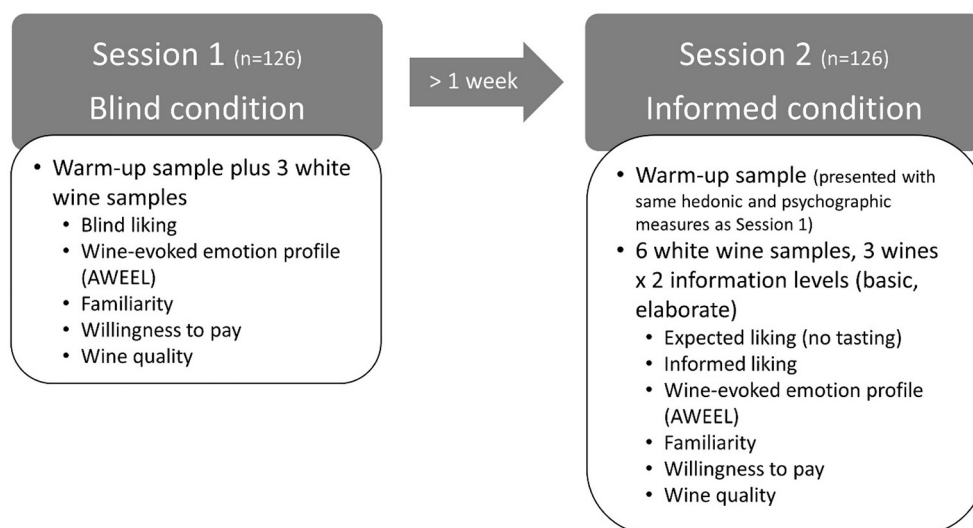 Session 1 (n=126)
Blind condition
• Warm-up sample plus 3 white
wine samples
• Blind liking
• Wine-evoked emotion profile
(AWEEL)
• Familiarity
• Willingness to pay
• Wine quality
> 1 week
Session 2 (n=126)
Informed condition
• Warm-up sample (presented with
same hedonic and psychographic
measures as Session 1)
• 6 white wine samples, 3 wines
x 2 information levels (basic,
elaborate)
• Expected liking (no tasting)
• Informed liking
• Wine-evoked emotion profile
(AWEEL)
• Familiarity
• Willingness to pay
• Wine quality